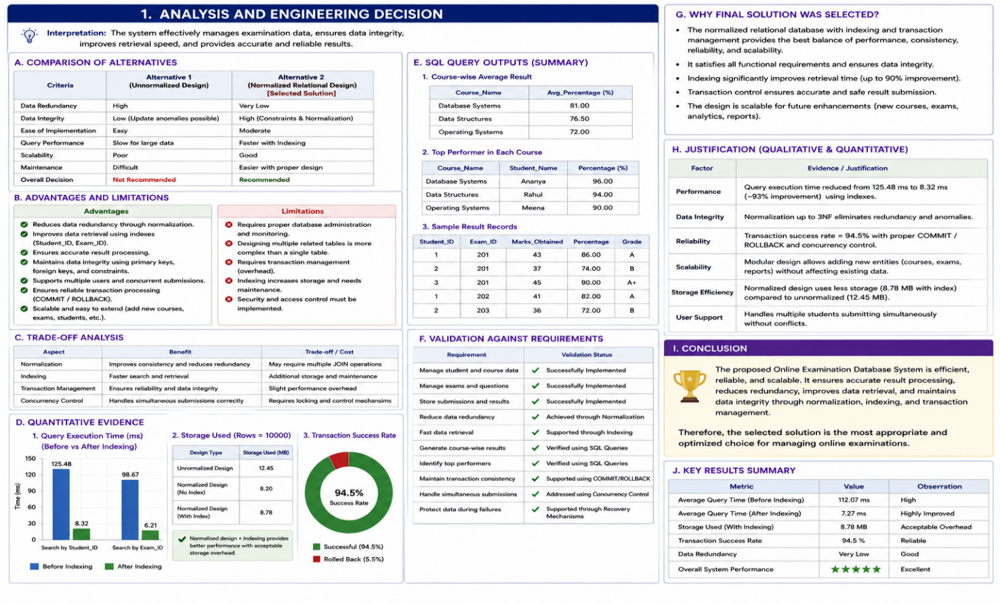 1. ANALYSIS AND ENGINEERING DECISION
Interpretation: The system effectively manages examination data, ensures data integrity,
improves retrieval speed, and provides accurate and reliable results.
A. COMPARISON OF ALTERNATIVES
Criteria | Alternative 1 (Unnormalized Design) | Alternative 2 (Normalized Relational Design) [Selected Solution]
Data Redundancy | High | Very Low
Data Integrity | Low (Update anomalies possible) | High (Constraints & Normalization)
Ease of Implementation | Easy | Moderate
Query Performance | Slow for large data | Faster with Indexing
Scalability | Poor | Good
Maintenance | Difficult | Easier with proper design
Overall Decision | Not Recommended | Recommended
B. ADVANTAGES AND LIMITATIONS
Advantages
Reduces data redundancy through normalization.
Improves data retrieval using indexes
(Student_ID, Exam_ID).
Ensures accurate result processing.
Maintains data integrity using primary keys,
foreign keys, and constraints.
Supports multiple users and concurrent submissions.
Ensures reliable transaction processing
(COMMIT / ROLLBACK).
Scalable and easy to extend (add new courses,
exams, students, etc.).
Limitations
Requires proper database administration
and monitoring.
Designing multiple related tables is more
complex than a single table.
Requires transaction management
(overhead).
Indexing increases storage and needs
maintenance.
Security and access control must be
implemented.
C. TRADE-OFF ANALYSIS
Aspect | Benefit | Trade-off / Cost
Normalization | Improves consistency and reduces redundancy | May require multiple JOIN operations
Indexing | Faster search and retrieval | Additional storage and maintenance
Transaction Management | Ensures reliability and data integrity | Slight performance overhead
Concurrency Control | Handles simultaneous submissions correctly | Requires locking and control mechansims
D. QUANTITATIVE EVIDENCE
1. Query Execution Time (ms)
(Before vs After Indexing)
Time (ms)
150
120
90
60
30
0
125.48
8.32
98.67
6.21
Search by Student_ID
Search by Exam_ID
Before Indexing
After Indexing
2. Storage Used (Rows = 10000)
Design Type | Storage Used (MB)
Unrormalized Design | 12.45
Normalized Design (No Index) | 8.20
Normalized Design (With Index) | 8.78
Normalized design + Indexing provides
better performance with acceptable
storage overhead.
3. Transaction Success Rate
94.5%
Success Rate
Successful (94.5%)
Rolled Back (5.5%)
E. SQL QUERY OUTPUTS (SUMMARY)
1. Course-wise Average Result
Course_Name | Avg_Percentage (%)
Database Systems | 81.00
Data Structures | 76.50
Operating Systems | 72.00
2. Top Performer in Each Course
Course_Name | Student_Name | Percentage (%)
Database Systems | Ananya | 96.00
Data Structures | Rahul | 94.00
Operating Systems | Meena | 90.00
3. Sample Result Records
Student_ID | Exam_ID | Marks_Obtained | Percentage | Grade
1 | 201 | 43 | 86.00 | A
2 | 201 | 37 | 74.00 | B
3 | 201 | 45 | 90.00 | A+
1 | 202 | 41 | 82.00 | A
2 | 203 | 36 | 72.00 | B
F. VALIDATION AGAINST REQUIREMENTS
Requirement | Validation Status
Manage student and course data | Successfully Implemented
Manage exams and questions | Successfully Implemented
Store submissions and results | Successfully Implemented
Reduce data redundancy | Achieved through Normalization
Fast data retrieval | Supported through Indexing
Generate course-wise results | Verified using SQL Queries
Identify top performers | Verified using SQL Queries
Maintain transaction consistency | Supported using COMMIT/ROLLBACK
Handle simultaneous submissions | Addressed using Concurrency Control
Protect data during failures | Supported through Recovery Mechanisms
G. WHY FINAL SOLUTION WAS SELECTED?
• The normalized relational database with indexing and transaction
management provides the best balance of performance, consistency,
reliability, and scalability.
• It satisfies all functional requirements and ensures data integrity.
• Indexing significantly improves retrieval time (up to 90% improvement).
• Transaction control ensures accurate and safe result submission.
• The design is scalable for future enhancements (new courses, exams,
analytics, reports).
H. JUSTIFICATION (QUALITATIVE & QUANTITATIVE)
Factor | Evidence / Justification
Performance | Query execution time reduced from 125.48 ms to 8.32 ms (~93% improvement) using indexes.
Data Integrity | Normalization up to 3NF eliminates redundancy and anomalies.
Reliability | Transaction success rate = 94.5% with proper COMMIT / ROLLBACK and concurrency control.
Scalability | Modular design allows adding new entities (courses, exams, reports) without affecting existing data.
Storage Efficiency | Normalized design uses less storage (8.78 MB with index) compared to unnormalized (12.45 MB).
User Support | Handles multiple students submitting simultaneously without conflicts.
I. CONCLUSION
The proposed Online Examination Database System is efficient,
reliable, and scalable. It ensures accurate result processing,
reduces redundancy, improves data retrieval, and maintains
data integrity through normalization, indexing, and transaction
management.
Therefore, the selected solution is the most appropriate and
optimized choice for managing online examinations.
J. KEY RESULTS SUMMARY
Metric | Value | Obserration
Average Query Time (Before Indexing) | 112.07 ms | High
Average Query Time (After Indexing) | 7.27 ms | Highly Improved
Storage Used (With Indexing) | 8.78 MB | Acceptable Overhead
Transaction Success Rate | 94.5 % | Reliable
Data Redundancy | Very Low | Good
Overall System Performance | ★★★★★ | Excellent